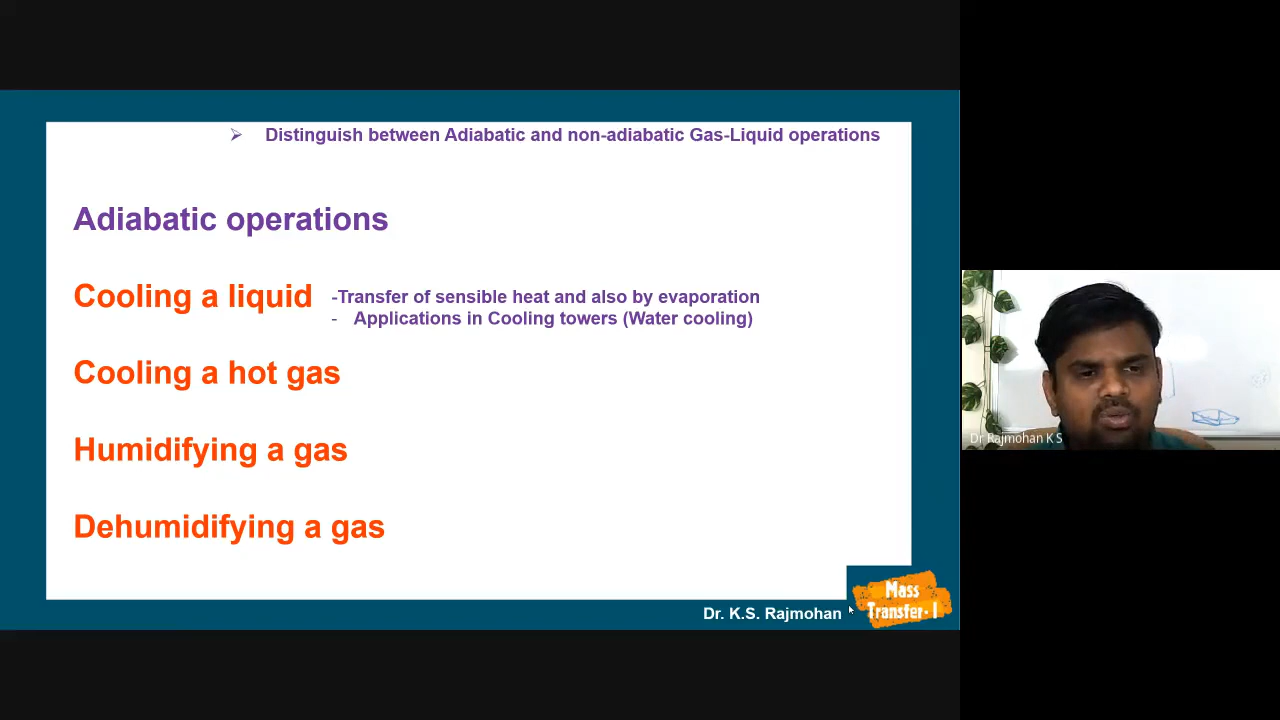 ➢ Distinguish between Adiabatic and non-adiabatic Gas-Liquid operations
Adiabatic operations
Cooling a liquid
-Transfer of sensible heat and also by evaporation
- Applications in Cooling towers (Water cooling)
Cooling a hot gas
Humidifying a gas
Dehumidifying a gas
Dr. K.S. Rajmohan
Mass
Transfer-I
Dr Rajmohan K S